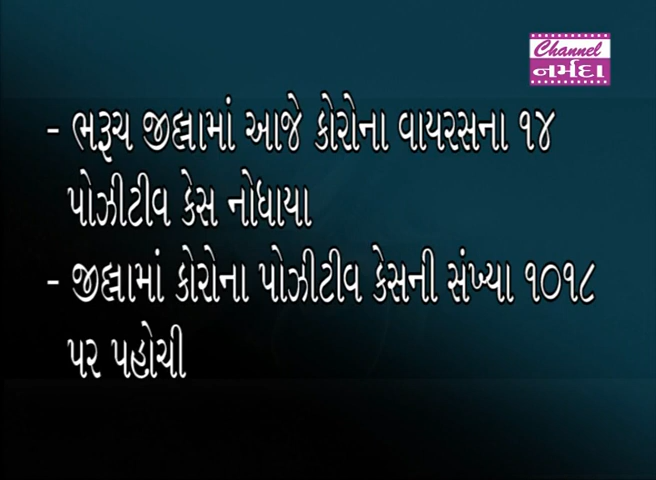 Channel
નર્મદા
- ભરૂચ જીલ્લામાં આજે કોરોના વાયરસના ૧૪
પોઝીટીવ કેસ નોધાયા
- જીલ્લામાં કોરોના પોઝીટીવ કેસની સંખ્યા ૧૦૧૮
પર પહોચી